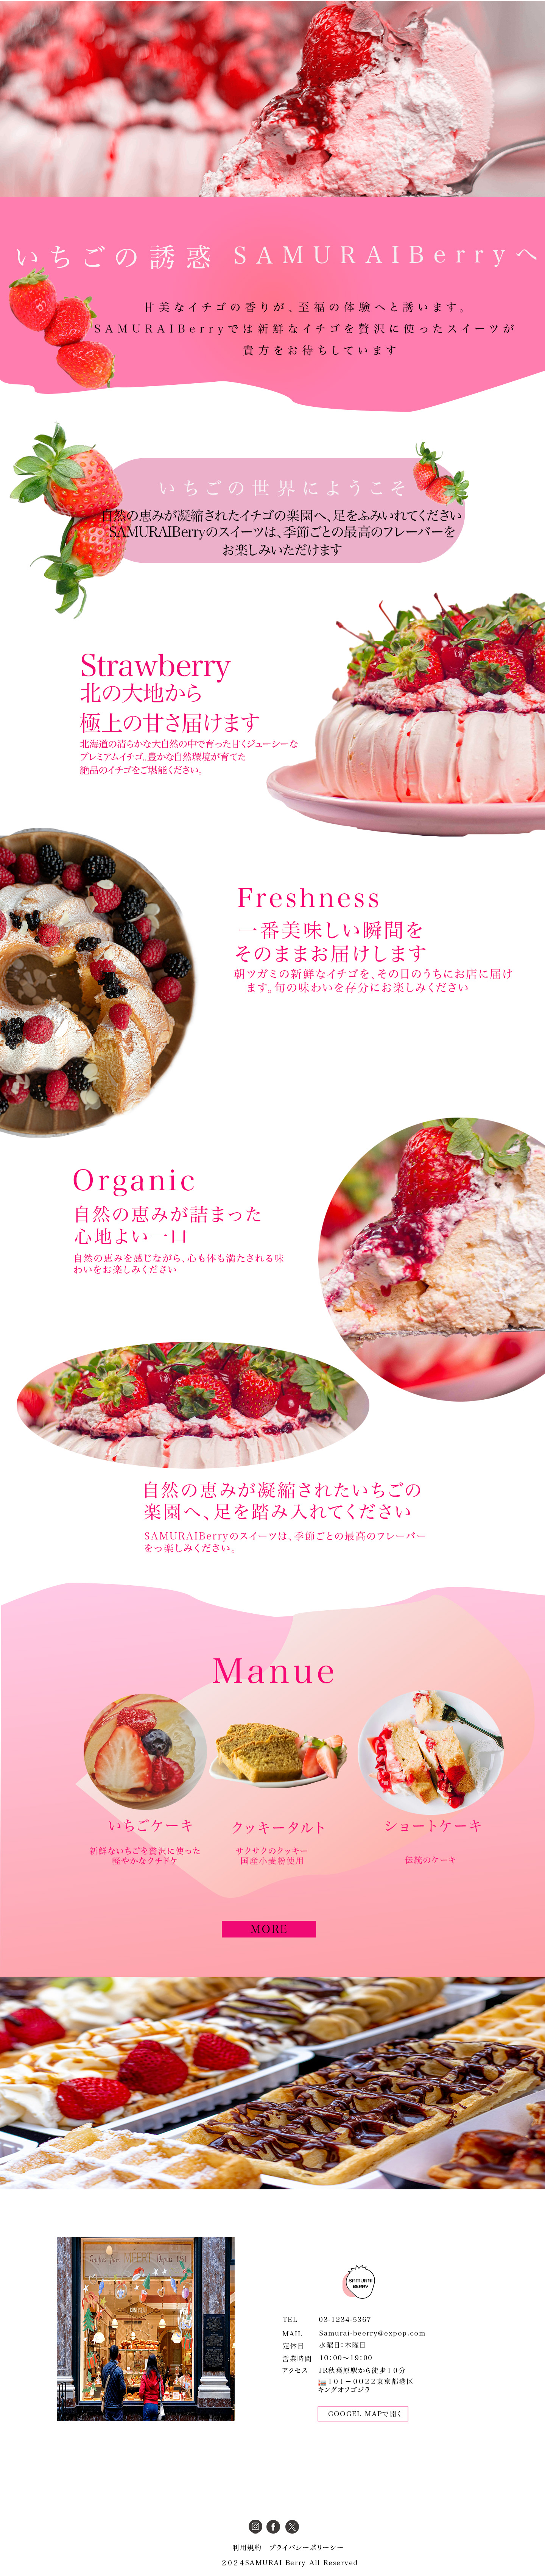 いちごの誘惑 SAMURAIBerryへ
甘美なイチゴの香りが、至福の体験へと誘います。
SAMURAIBerryでは新鮮なイチゴを贅沢に使ったスイーツが
貴方をお待ちしています
いちごの世界にようこそ
自然の恵みが凝縮されたイチゴの楽園へ、足をふみいれてください
SAMURAIBerryのスイーツは、季節ごとの最高のフレーバーを
お楽しみいただけます
Strawberry
北の大地から
極上の甘さ届けます
北海道の清らかな大自然の中で育った甘くジューシーな
プレミアムイチゴ。豊かな自然環境が育てた
絶品のイチゴをご堪能ください。
Freshness
一番美味しい瞬間を
そのままお届けします
朝ツガミの新鮮なイチゴを、その日のうちにお店に届け
ます。旬の味わいを存分にお楽しみください
Organic
自然の恵みが詰まった
心地よい一口
自然の恵みを感じながら、心も体も満たされる味
わいをお楽しみください
自然の恵みが凝縮されたいちごの
楽園へ、足を踏み入れてください
SAMURAIBerryのスイーツは、季節ごとの最高のフレーバー
をっ楽しみください。
Manue
いちごケーキ
新鮮ないちごを贅沢に使った
軽やかなクチドケ
クッキータルト
サクサクのクッキー
国産小麦粉使用
ショートケーキ
伝統のケーキ
MORE
SAMURAI
BERRY
TEL 03-1234-5367
MAIL Samurai-beerry@expop.com
定休日 水曜日:木曜日
営業時間 10:00〜19:00
アクセス JR秋葉原駅から徒歩10分
101－0022東京都港区
キングオフゴジラ
GOOGEL MAPで開く
利用規約 プライバシーポリーシー
2024SAMURAI Berry All Reserved